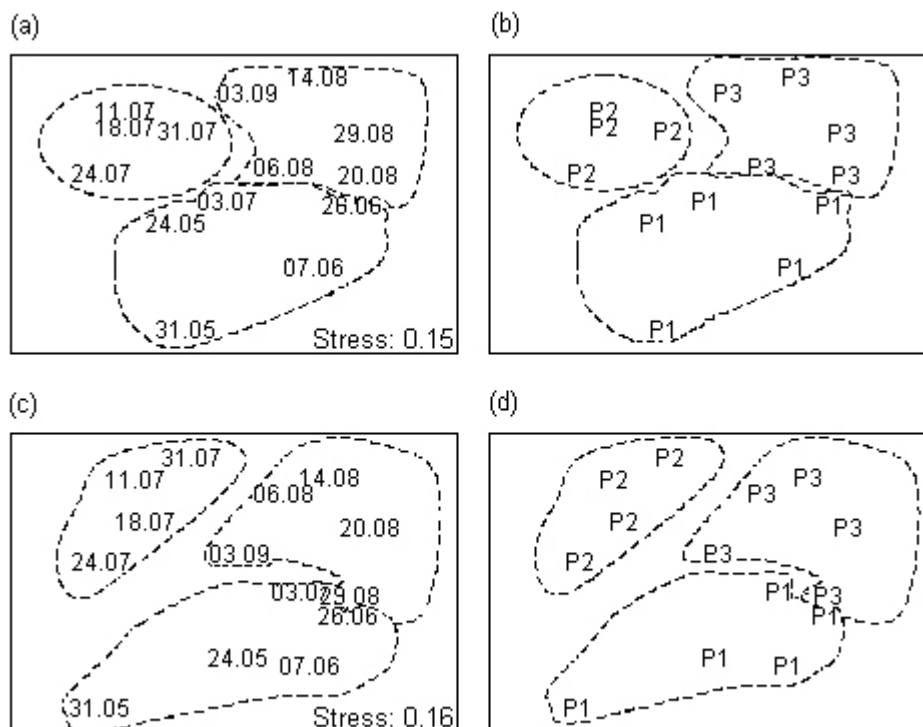 (a)
(b)
14.08
03.09
11.07
18.07
31.07
29.08
24.07
06.08
20.08
03.07
26.06
24.05
07.06
31.05
Stress: 0.15
P3
P3
P2
P2
P2
P3
P2
P3
P3
P1
P1
P1
P1
P1
(c)
(d)
31.07
11.07
14.08
06.08
18.07
20.08
24.07
03.09
03.07
29.08
26.06
24.05
07.06
31.05
Stress: 0.16
P2
P2
P3
P3
P2
P3
P2
P3
P1
P3
P1
P1
P1
P1